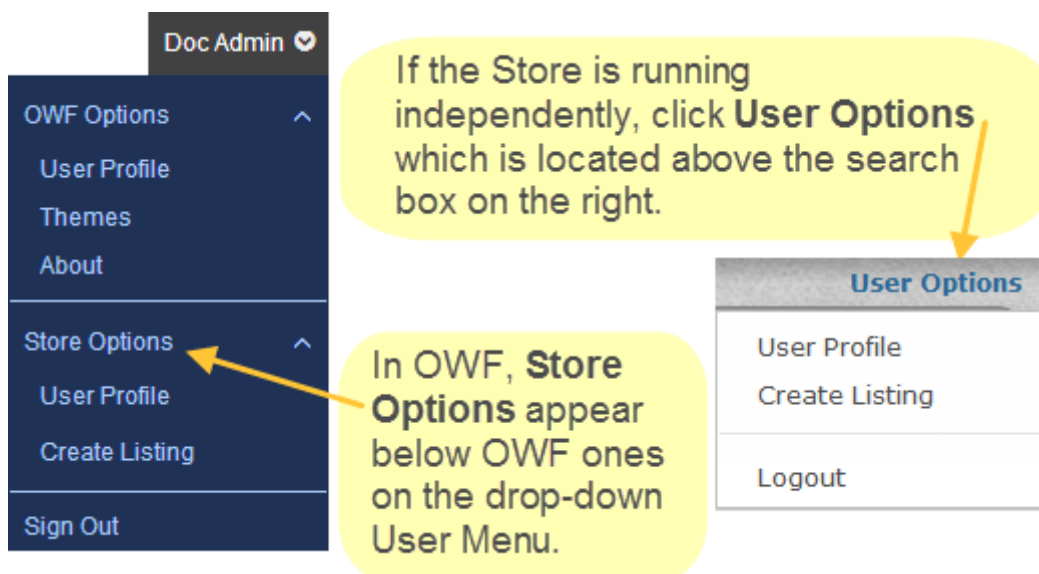 Doc Admin
OWF Options
User Profile
Themes
About
Store Options
User Profile
Create Listing
Sign Out
If the Store is running
independently, click User Options
which is located above the search
box on the right.
In OWF, Store
Options appear
below OWF ones
on the drop-down
User Menu.
User Options
User Profile
Create Listing
Logout